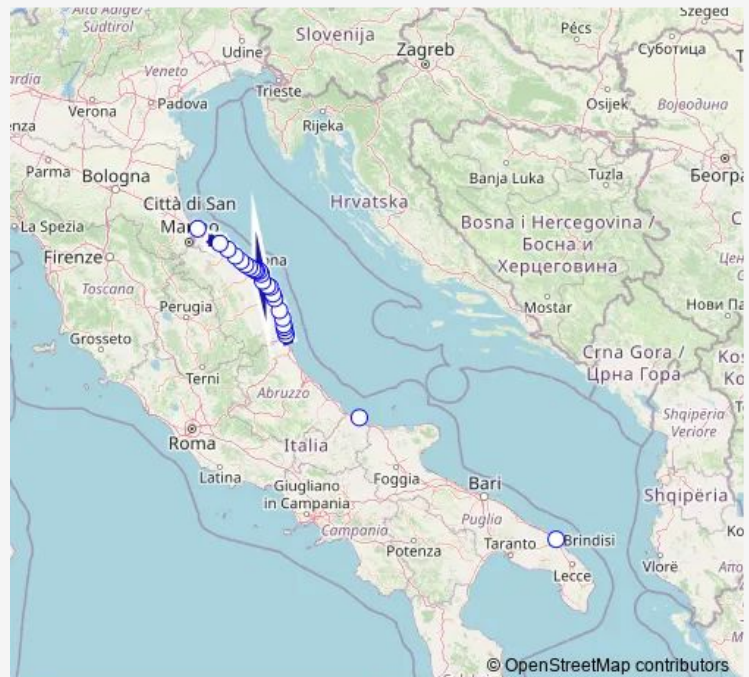 Alto Adige/
Südtirol
Slovenija
Pécs
Szeged
Udine
Zagreb
Суботица
Veneto
Trieste
Verona
Padova
Rijeka
Osijek
Војводина
Parma
Bologna
Banja Luka
Tuzla
Città di San
Hrvatska
La Spezia
Bosna i Hercegovina /
Босна и
Херцеговина
Firenze
Toscana
Perugia
Mostar
Нови
Grosseto
Crna Gora /
Црна Гора
Terni
Abruzzo
Shqipëria
Veriore
Roma
Italia
Latina
Foggia
Bari
Giugliano
in Campania
Shqipëria
Campania
Puglia
Potenza
Taranto
Brindisi
Lecce
Vlorë
© OpenStreetMap contributors